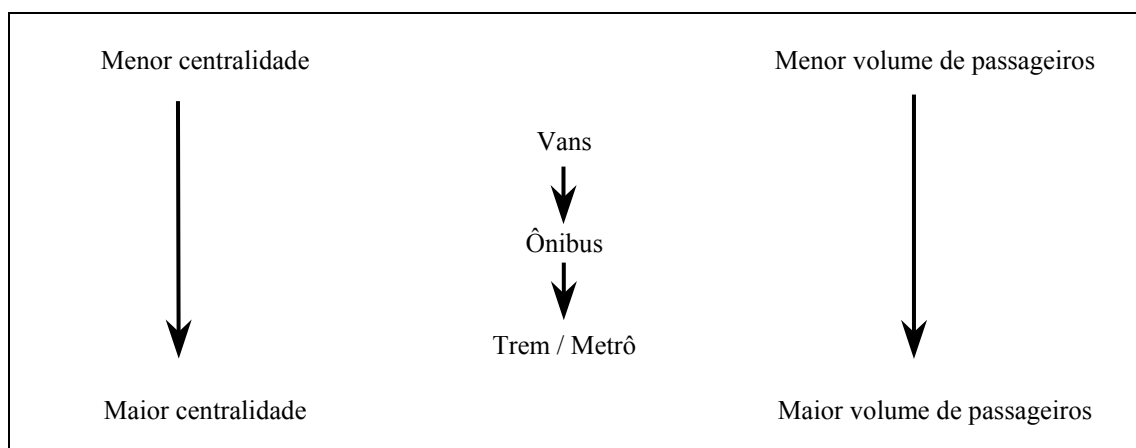 Menor centralidade
Menor volume de passageiros
Vans
Ônibus
Trem / Metrô
Maior centralidade
Maior volume de passageiros